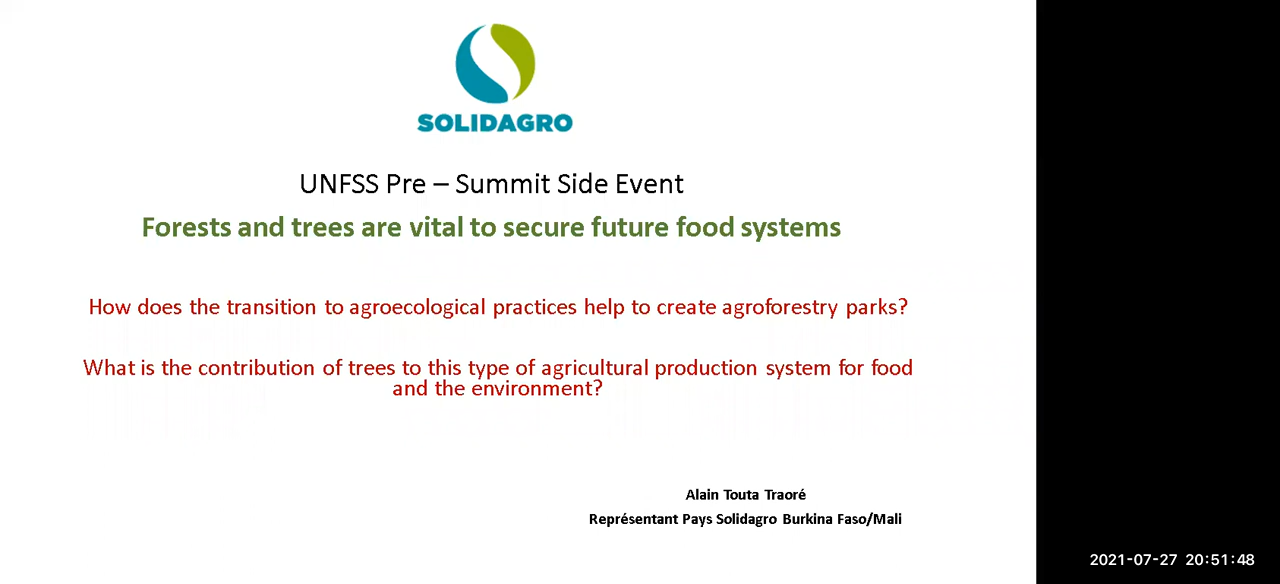 SOLIDAGRO
UNFSS Pre – Summit Side Event
Forests and trees are vital to secure future food systems
How does the transition to agroecological practices help to create agroforestry parks?
What is the contribution of trees to this type of agricultural production system for food
and the environment?
Alain Touta Traoré
Représentant Pays Solidagro Burkina Faso/Mali
2021-07-27 20:51:48